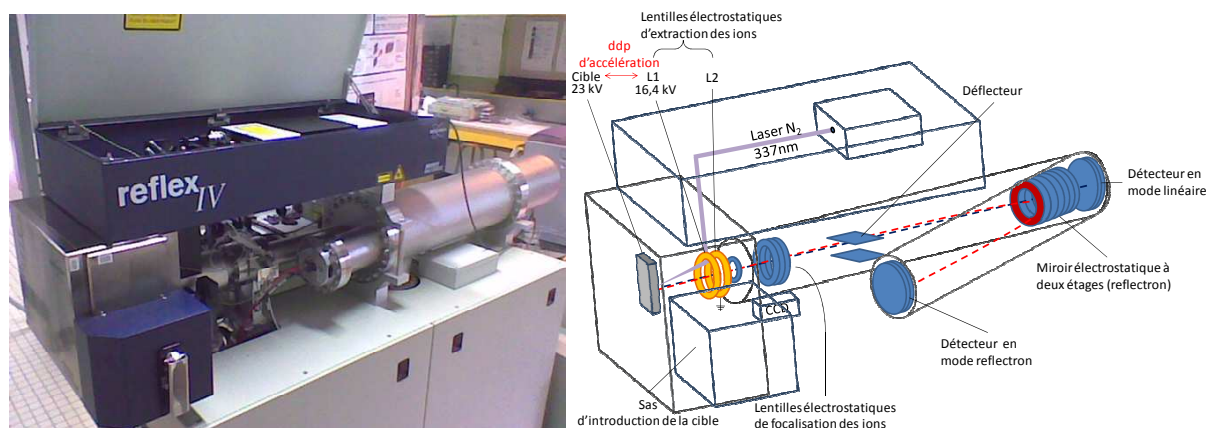 reflex
IV
Lentilles électrostatiques
d'extraction des ions
ddp
d'accélération
Cible
23 kV
L1
16,4 kV
L2
Déflecteur
Laser N₂
337nm
Détecteur en
mode linéaire
Miroir électrostatique à
deux étages (reflectron)
CCD
Détecteur en
mode reflectron
Sas
d'introduction de la cible
Lentilles électrostatiques
de focalisation des ions